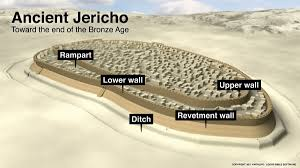 Ancient Jericho
Toward the end of the Bronze Age
Rampart
Lower wall
Upper wall
Ditch
Revetment wall